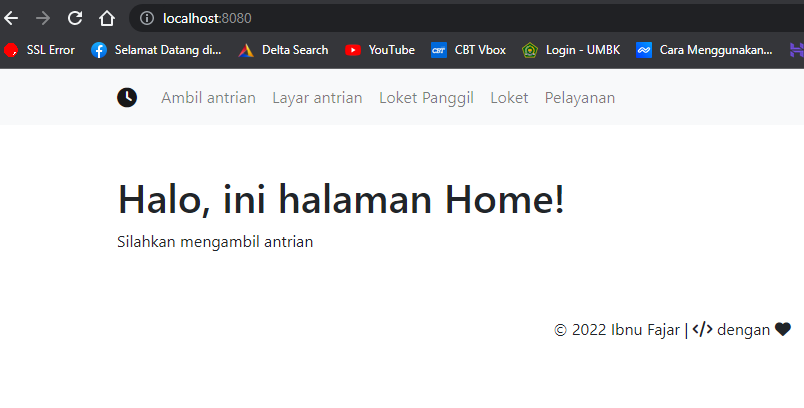 localhost:8080
SSL Error Selamat Datang di... Delta Search YouTube CBT CBT Vbox Login - UMBK Cara Menggunakan...
Ambil antrian Layar antrian Loket Panggil Loket Pelayanan
Halo, ini halaman Home!
Silahkan mengambil antrian
© 2022 Ibnu Fajar | </> dengan